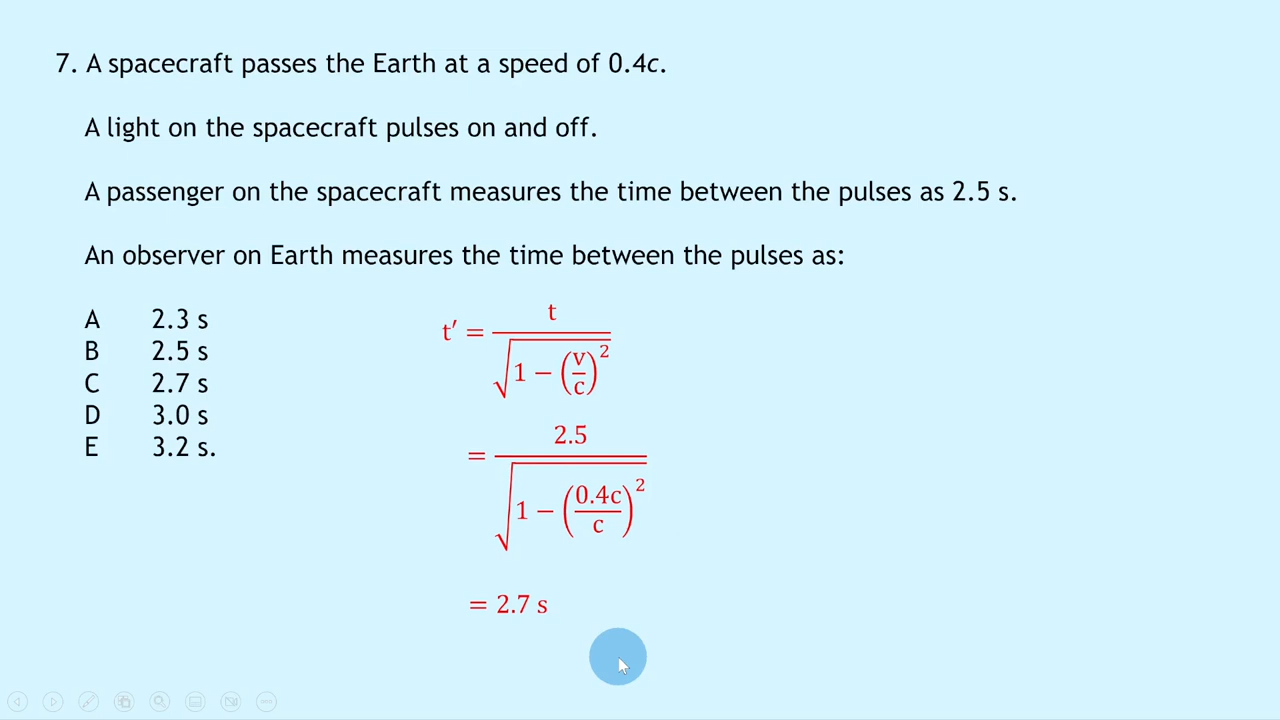 7. A spacecraft passes the Earth at a speed of 0.4c.
A light on the spacecraft pulses on and off.
A passenger on the spacecraft measures the time between the pulses as 2.5 s.
An observer on Earth measures the time between the pulses as:
A 2.3 s
B 2.5 s
C 2.7 s
D 3.0 s
E 3.2 s.
t′ = t / √(1 − (v/c)²)
= 2.5 / √(1 − (0.4c/c)²)
= 2.7 s